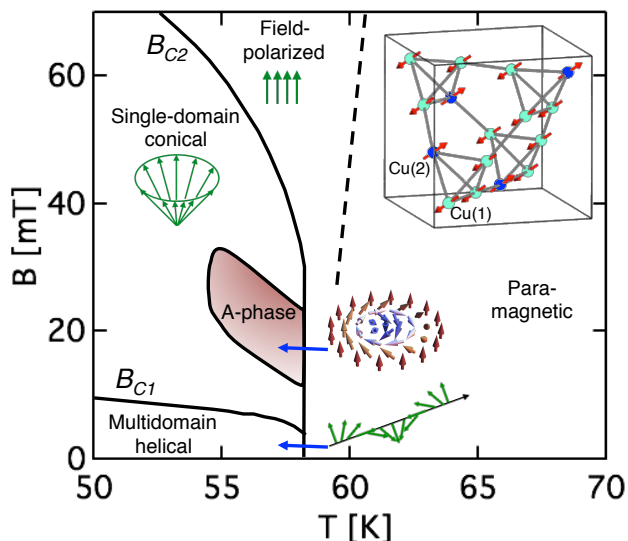 60
40
20
0
B [mT]
50
55
60
65
70
T [K]
B_C2
Field-
polarized
Single-domain
conical
Cu(2)
Cu(1)
A-phase
Para-
magnetic
B_C1
Multidomain
helical